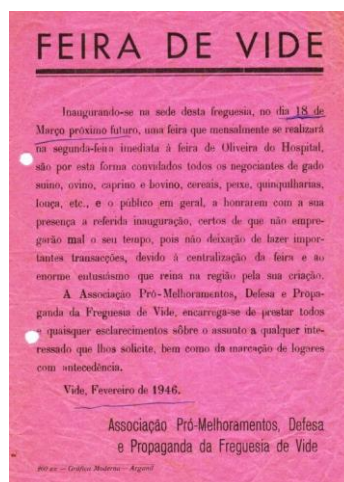 FEIRA DE VIDE
Inaugurando-se na sede desta freguesia, no dia 18 de
Março próximo futuro, uma feira que mensalmente se realizará
na segunda-feira imediata á feira de Oliveira do Hospital,
são por esta forma convidados todos os negociantes de gado
suino, ovino, caprino e bovino, cereais, peixe, quinquilharias,
louça, etc., e o público em geral, a honrarem com a sua
presença a referida inauguração, certos de que não empre-
garão mal o seu tempo, pois não deixarão de fazer impor-
tantes transacções, devido á centralização da feira e ao
enorme entusiásmo que reina na região pela sua criação.
A Associação Pró-Melhoramentos, Defesa e Propa-
ganda da Freguesia de Vide, encarrega-se de prestar todos
e quaisquer esclarecimentos sôbre o assunto a qualquer inte-
ressado que lhos solicite, bem como da marcação de logares
com antecedência.
Vide, Fevereiro de 1946.
Associação Pró-Melhoramentos, Defesa
e Propaganda da Freguesia de Vide
ex — Gráfica Moderna — Arganil